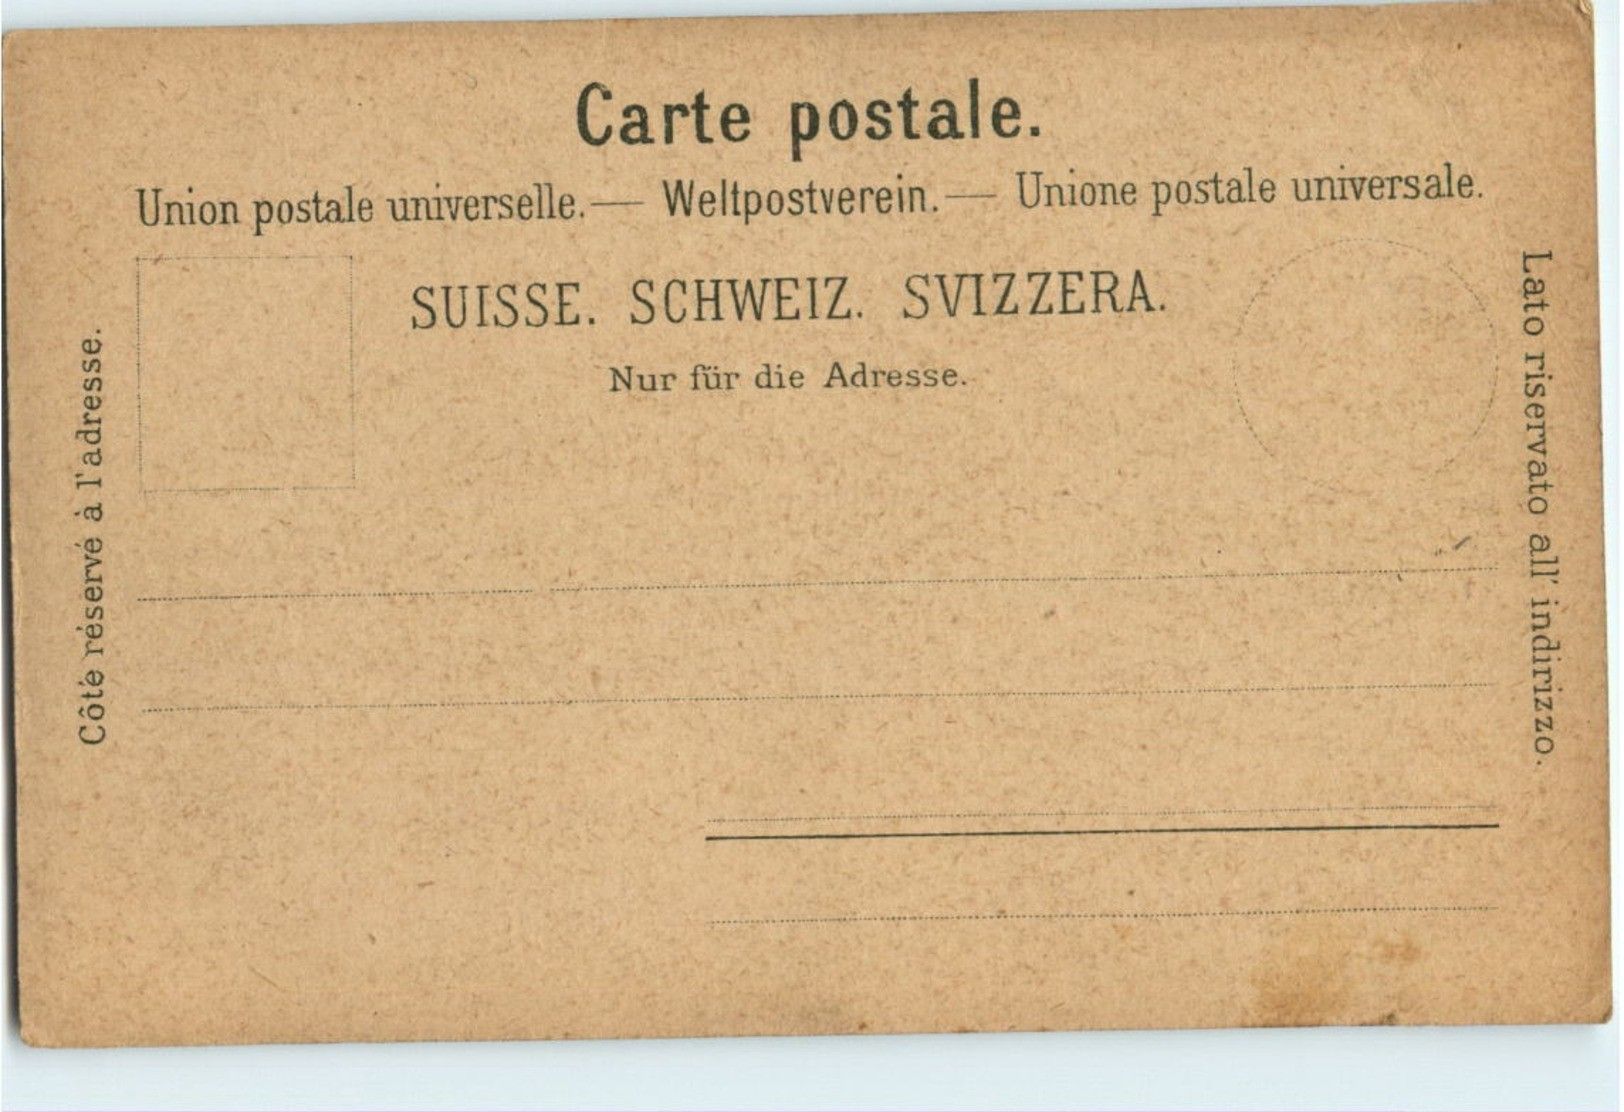 Carte postale.
Union postale universelle.— Weltpostverein.— Unione postale universale.
SUISSE. SCHWEIZ. SVIZZERA.
Nur für die Adresse.
Côté réservé à l'adresse.
Lato riservato all' indirizzo.